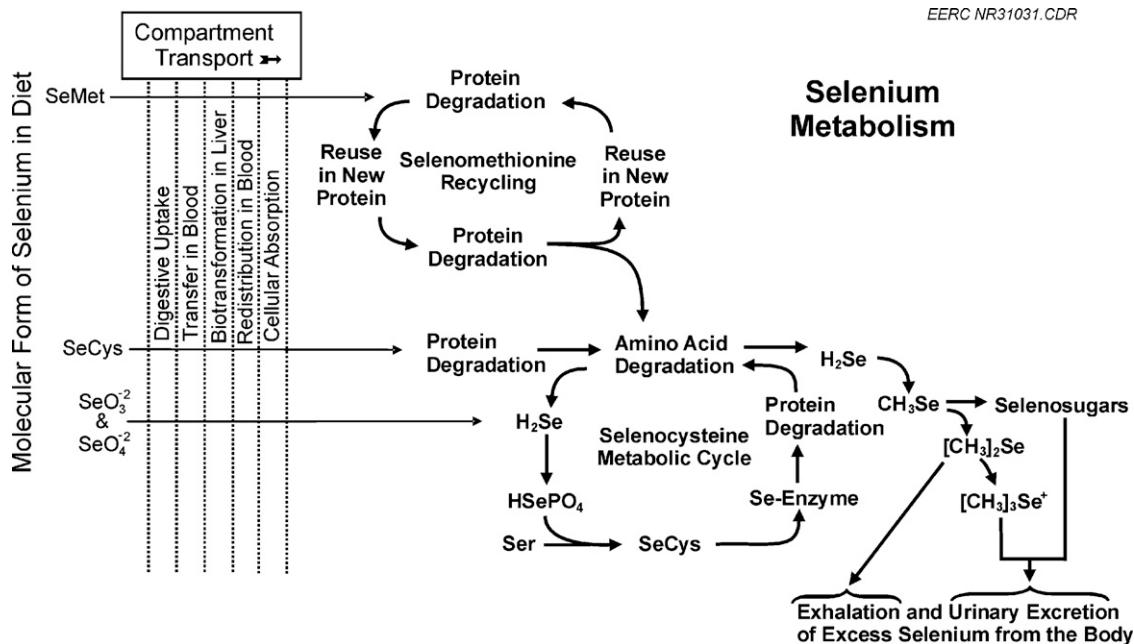 EERC NR31031.CDR
Compartment
Transport ➳
Molecular Form of Selenium in Diet
SeMet
SeCys
SeO₃⁻²
&
SeO₄⁻²
Digestive Uptake
Transfer in Blood
Biotransformation in Liver
Redistribution in Blood
Cellular Absorption
Selenium
Metabolism
Protein
Degradation
Reuse
in New
Protein
Selenomethionine
Recycling
Reuse
in New
Protein
Protein
Degradation
Protein
Degradation
Amino Acid
Degradation
H₂Se
CH₃Se
Selenosugars
[CH₃]₂Se
[CH₃]₃Se⁺
H₂Se
Selenocysteine
Metabolic Cycle
Protein
Degradation
HSePO₄
Se-Enzyme
Ser
SeCys
Exhalation and Urinary Excretion
of Excess Selenium from the Body